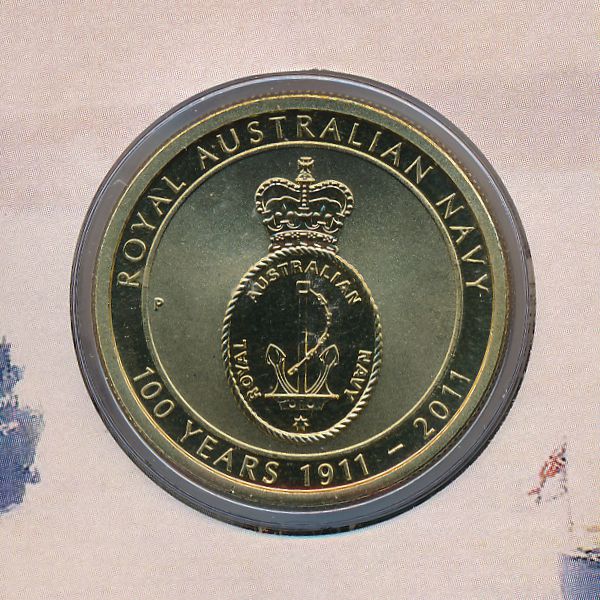 ROYAL AUSTRALIAN NAVY
P
ROYAL AUSTRALIAN NAVY
100 YEARS 1911 - 2011